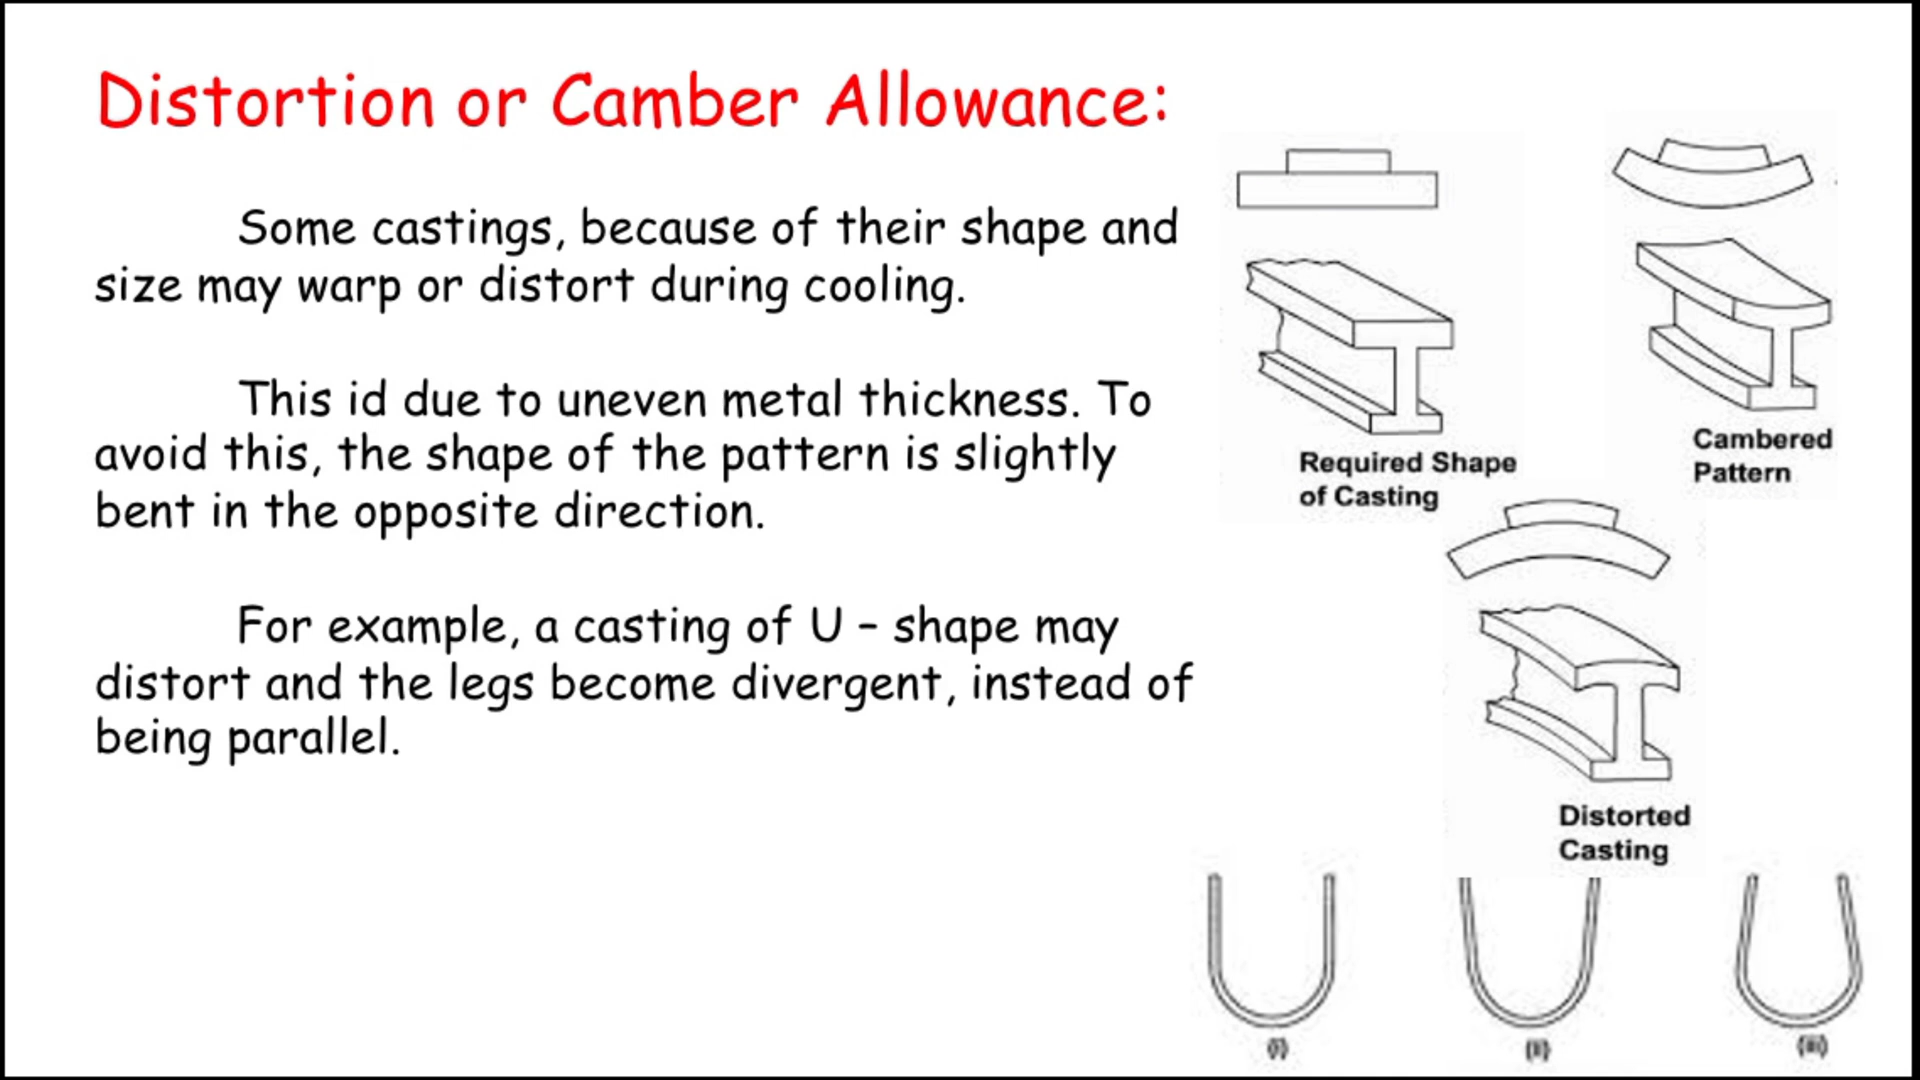 Distortion or Camber Allowance:
Some castings, because of their shape and
size may warp or distort during cooling.
This id due to uneven metal thickness. To
avoid this, the shape of the pattern is slightly
bent in the opposite direction.
For example, a casting of U – shape may
distort and the legs become divergent, instead of
being parallel.
Required Shape
of Casting
Cambered
Pattern
Distorted
Casting
(i)
(ii)
(iii)